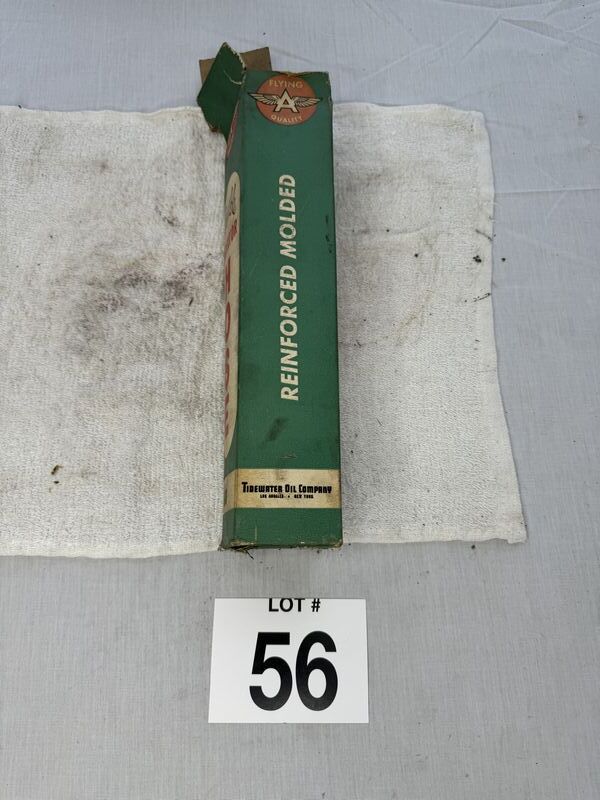 FLYING
A
QUALITY
REINFORCED MOLDED
TIDEWATER OIL COMPANY
LOS ANGELES • NEW YORK
LOT #
56